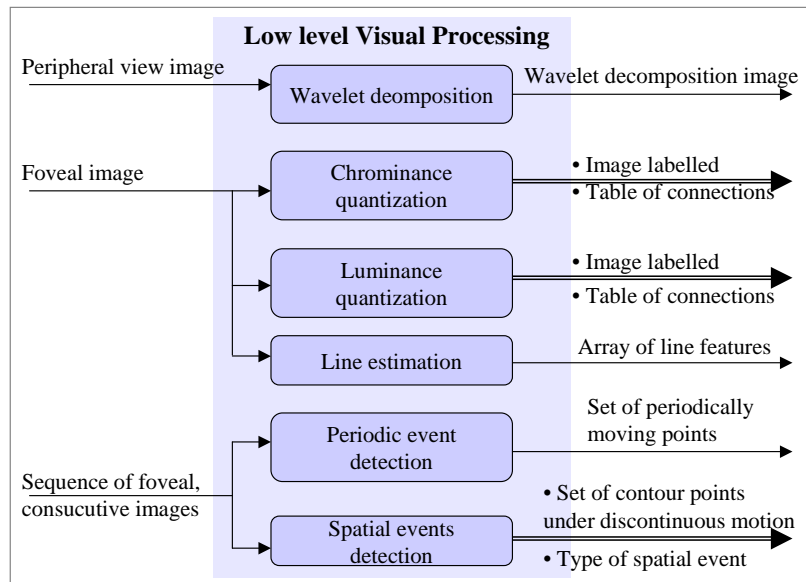 Low level Visual Processing
Peripheral view image
Wavelet deomposition
Wavelet decomposition image
Foveal image
Chrominance
quantization
• Image labelled
• Table of connections
Luminance
quantization
• Image labelled
• Table of connections
Line estimation
Array of line features
Sequence of foveal,
consucutive images
Periodic event
detection
Set of periodically
moving points
Spatial events
detection
• Set of contour points
under discontinuous motion
• Type of spatial event